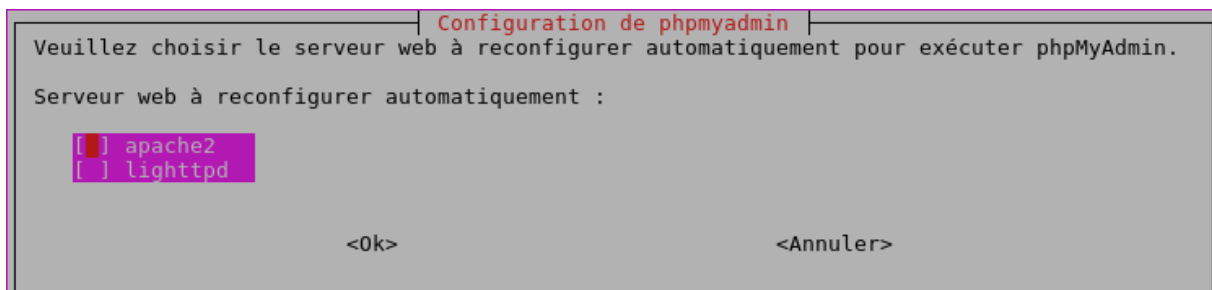 Configuration de phpmyadmin
Veuillez choisir le serveur web à reconfigurer automatiquement pour exécuter phpMyAdmin.
Serveur web à reconfigurer automatiquement :
[ ] apache2
[ ] lighttpd
<Ok> <Annuler>